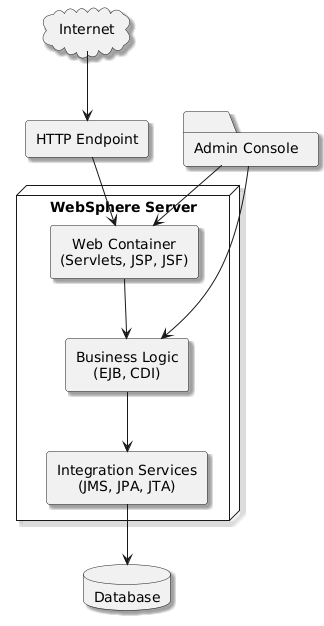 Internet
HTTP Endpoint
Admin Console
WebSphere Server
Web Container
(Servlets, JSP, JSF)
Business Logic
(EJB, CDI)
Integration Services
(JMS, JPA, JTA)
Database